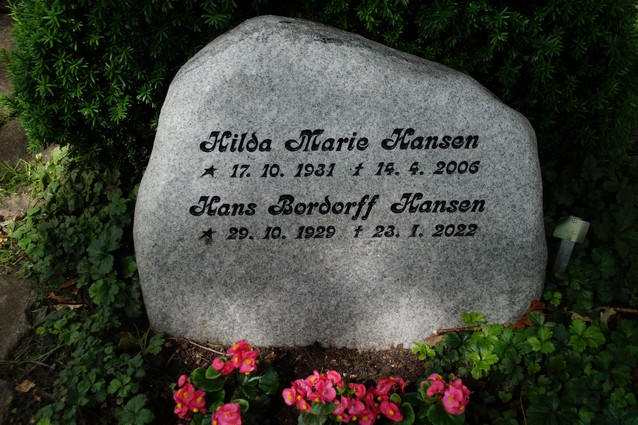 Hilda Marie Hansen
★ 17. 10. 1931 † 14. 4. 2006
Hans Bordorff Hansen
★ 29. 10. 1929 † 23. 1. 2022